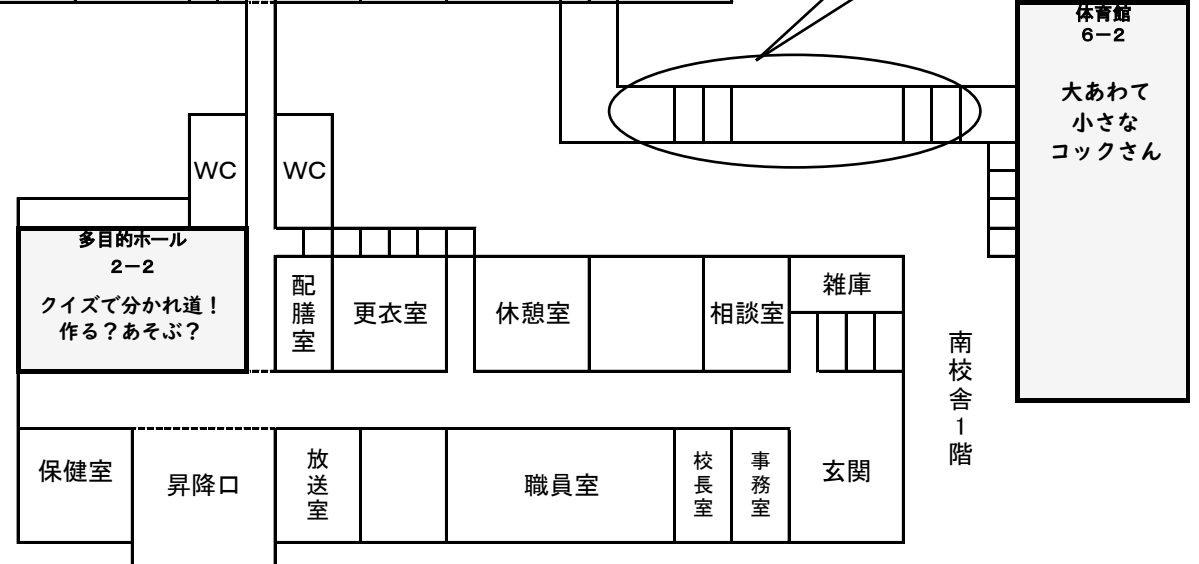 体育館
6−2
大あわて
小さな
コックさん
WC
WC
多目的ホール
2−2
クイズで分かれ道！
作る？あそぶ？
配膳室
更衣室
休憩室
相談室
雑庫
南校舎1階
保健室
昇降口
放送室
職員室
校長室
事務室
玄関